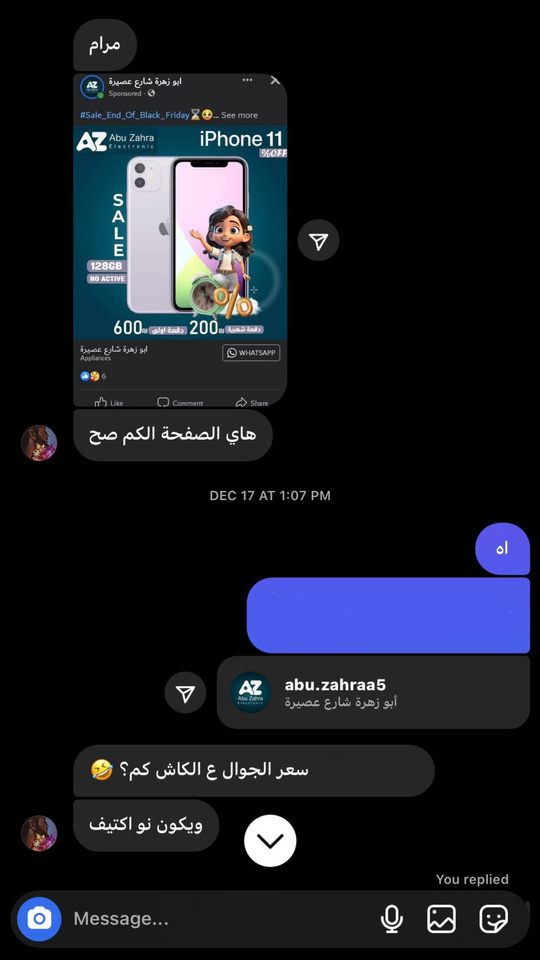 مرام
ابو زهرة شارع عصيرة
Sponsored ·
#Sale_End_Of_Black_Friday⏳🥹... See more
AZ Abu Zahra
Electronic
iPhone 11
%OFF
SALE
128GB
NO ACTIVE
%
600₪ دفعة اولى 200₪ دفعة شهرية
ابو زهرة شارع عصيرة
Appliances
WHATSAPP
6
Like Comment Share
هاي الصفحة الكم صح
DEC 17 AT 1:07 PM
اه
AZ
Abu Zahra
abu.zahraa5
أبو زهرة شارع عصيرة
سعر الجوال ع الكاش كم؟ 🤣
ويكون نو اكتيف
You replied
Message...